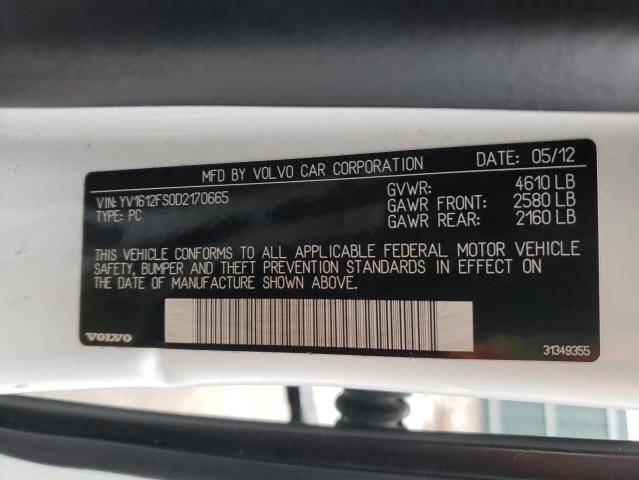 MFD BY VOLVO CAR CORPORATION DATE: 05/12
VIN: YV1612FS0D2170665
TYPE: PC
GVWR: 4610 LB
GAWR FRONT: 2580 LB
GAWR REAR: 2160 LB
THIS VEHICLE CONFORMS TO ALL APPLICABLE FEDERAL MOTOR VEHICLE
SAFETY, BUMPER AND THEFT PREVENTION STANDARDS IN EFFECT ON
THE DATE OF MANUFACTURE SHOWN ABOVE.
VOLVO
31349355